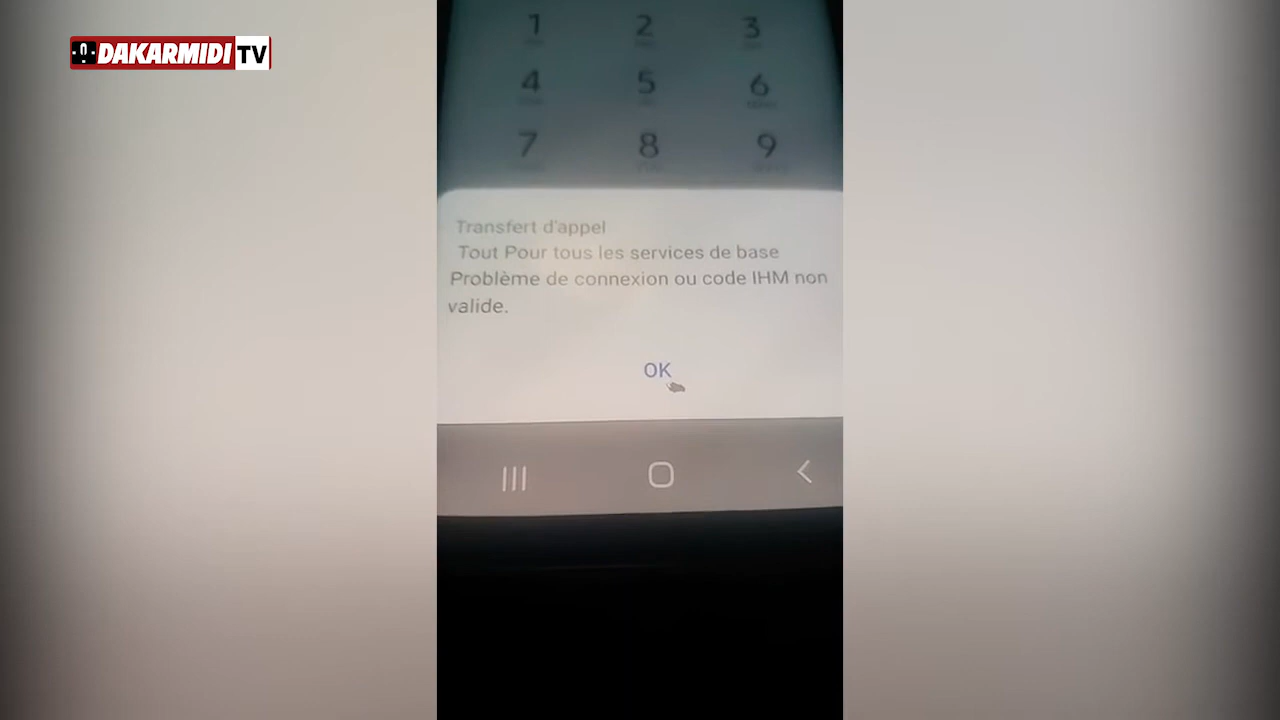 DAKARMIDI TV
1 2 3
4 5 6
7 8 9
Transfert d'appel
Tout Pour tous les services de base
Problème de connexion ou code IHM non
valide.
OK